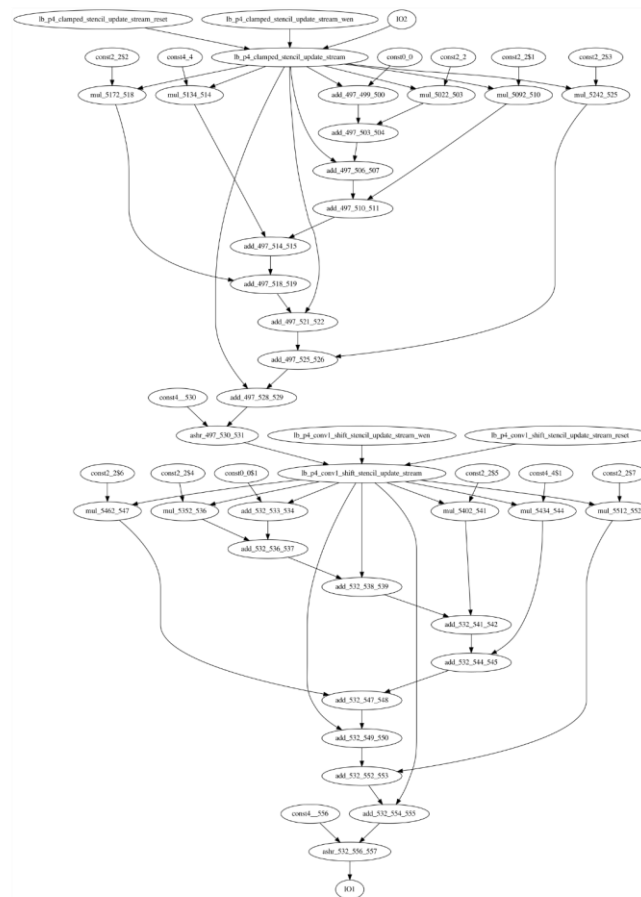 lb_p4_clamped_stencil_update_stream_reset
lb_p4_clamped_stencil_update_stream_wen
IO2
const2_2$2
const4_4
lb_p4_clamped_stencil_update_stream
const0_0
const2_2
const2_2$1
const2_2$3
mul_5172_518
mul_5134_514
add_497_499_500
mul_5022_503
mul_5092_510
mul_5242_525
add_497_503_504
add_497_506_507
add_497_510_511
add_497_514_515
add_497_518_519
add_497_521_522
add_497_525_526
const4__530
add_497_528_529
ashr_497_530_531
lb_p4_conv1_shift_stencil_update_stream_wen
lb_p4_conv1_shift_stencil_update_stream_reset
const2_2$6
const2_2$4
const0_0$1
lb_p4_conv1_shift_stencil_update_stream
const2_2$5
const4_4$1
const2_2$7
mul_5462_547
mul_5352_536
add_532_533_534
mul_5402_541
mul_5434_544
mul_5512_552
add_532_536_537
add_532_538_539
add_532_541_542
add_532_544_545
add_532_547_548
add_532_549_550
add_532_552_553
const4__556
add_532_554_555
ashr_532_556_557
IO1